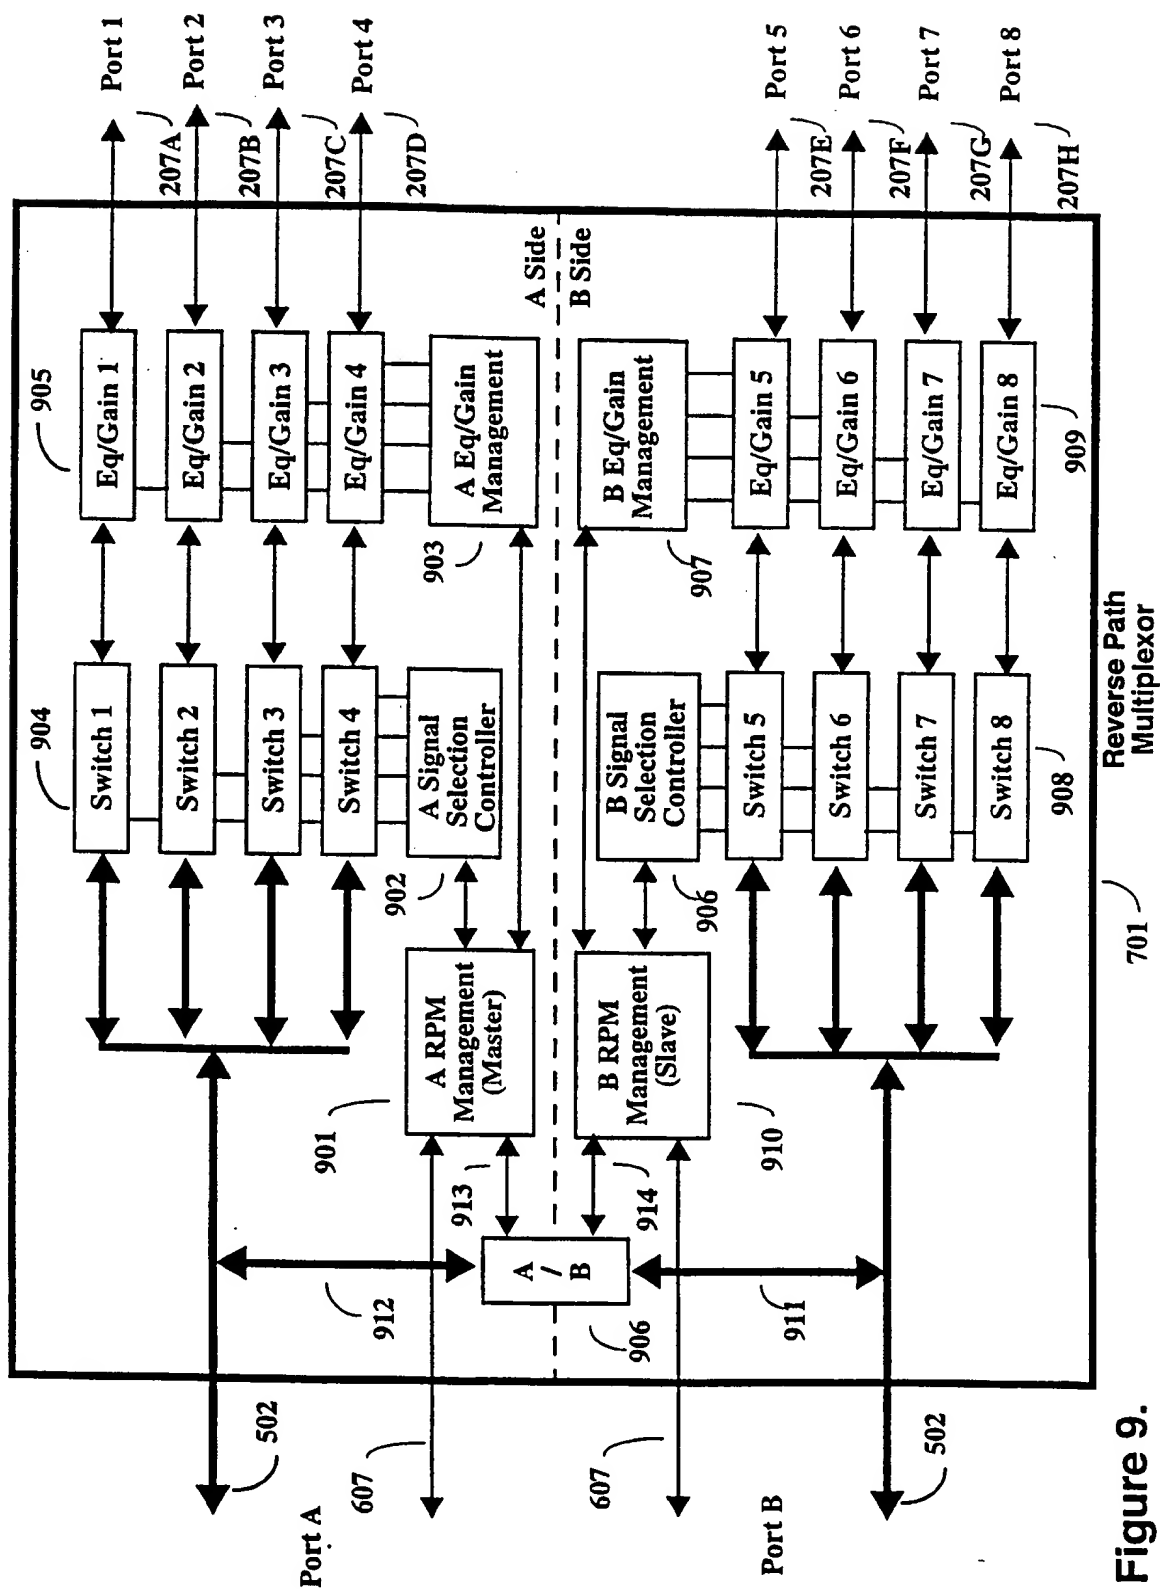 Port 1
Port 2
Port 3
Port 4
207A
207B
207C
207D
905
Eq/Gain 1
Eq/Gain 2
Eq/Gain 3
Eq/Gain 4
A Eq/Gain
Management
903
904
Switch 1
Switch 2
Switch 3
Switch 4
A Signal
Selection
Controller
902
A RPM
Management
(Master)
901
913
912
A Side
B Side
A
/
B
906
914
911
Port A
502
607
607
Port B
502
B RPM
Management
(Slave)
910
B Signal
Selection
Controller
906
Switch 5
Switch 6
Switch 7
Switch 8
908
B Eq/Gain
Management
907
Eq/Gain 5
Eq/Gain 6
Eq/Gain 7
Eq/Gain 8
909
Port 5
Port 6
Port 7
Port 8
207E
207F
207G
207H
701
Reverse Path
Multiplexor
Figure 9.